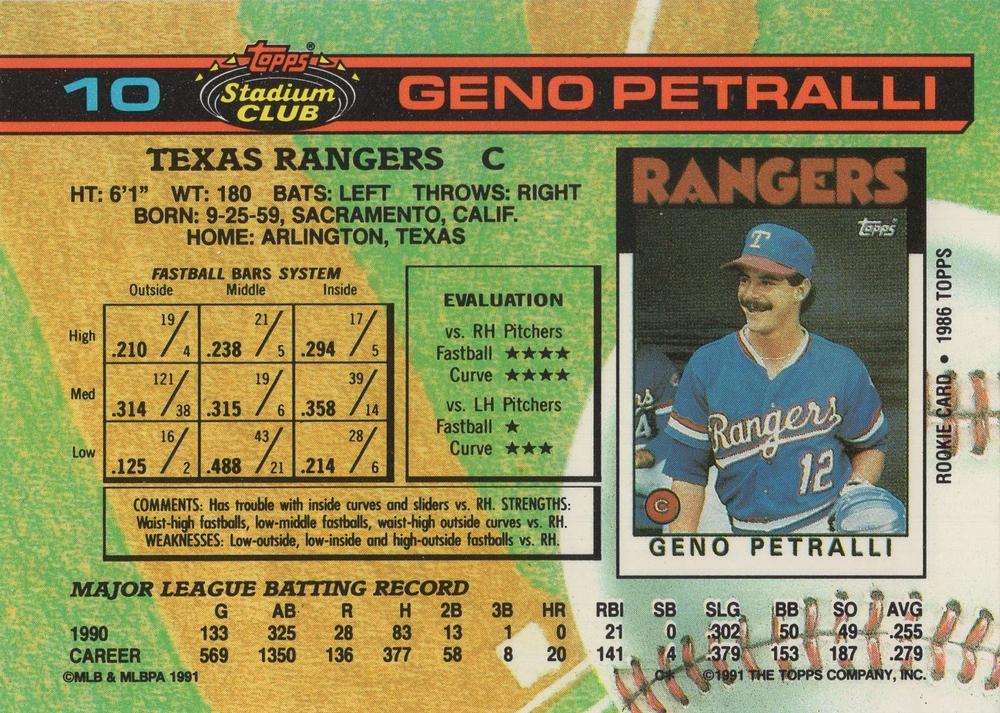 10
Topps®
Stadium
CLUB
GENO PETRALLI
TEXAS RANGERS C
HT: 6'1" WT: 180 BATS: LEFT THROWS: RIGHT
BORN: 9-25-59, SACRAMENTO, CALIF.
HOME: ARLINGTON, TEXAS
FASTBALL BARS SYSTEM
Outside Middle Inside
High .210 19/4 .238 21/5 .294 17/5
Med .314 121/38 .315 19/6 .358 39/14
Low .125 16/2 .488 43/21 .214 28/6
EVALUATION
vs. RH Pitchers
Fastball ★★★★
Curve ★★★★
vs. LH Pitchers
Fastball ★
Curve ★★★
COMMENTS: Has trouble with inside curves and sliders vs. RH. STRENGTHS:
Waist-high fastballs, low-middle fastballs, waist-high outside curves vs. RH.
WEAKNESSES: Low-outside, low-inside and high-outside fastballs vs. RH.
RANGERS
Topps
T
Rangers
12
C
GENO PETRALLI
ROOKIE CARD • 1986 TOPPS
MAJOR LEAGUE BATTING RECORD
G AB R H 2B 3B HR RBI SB SLG BB SO AVG
1990 133 325 28 83 13 1 0 21 0 .302 50 49 .255
CAREER 569 1350 136 377 58 8 20 141 4 .379 153 187 .279
©MLB & MLBPA 1991 C* ©1991 THE TOPPS COMPANY, INC.